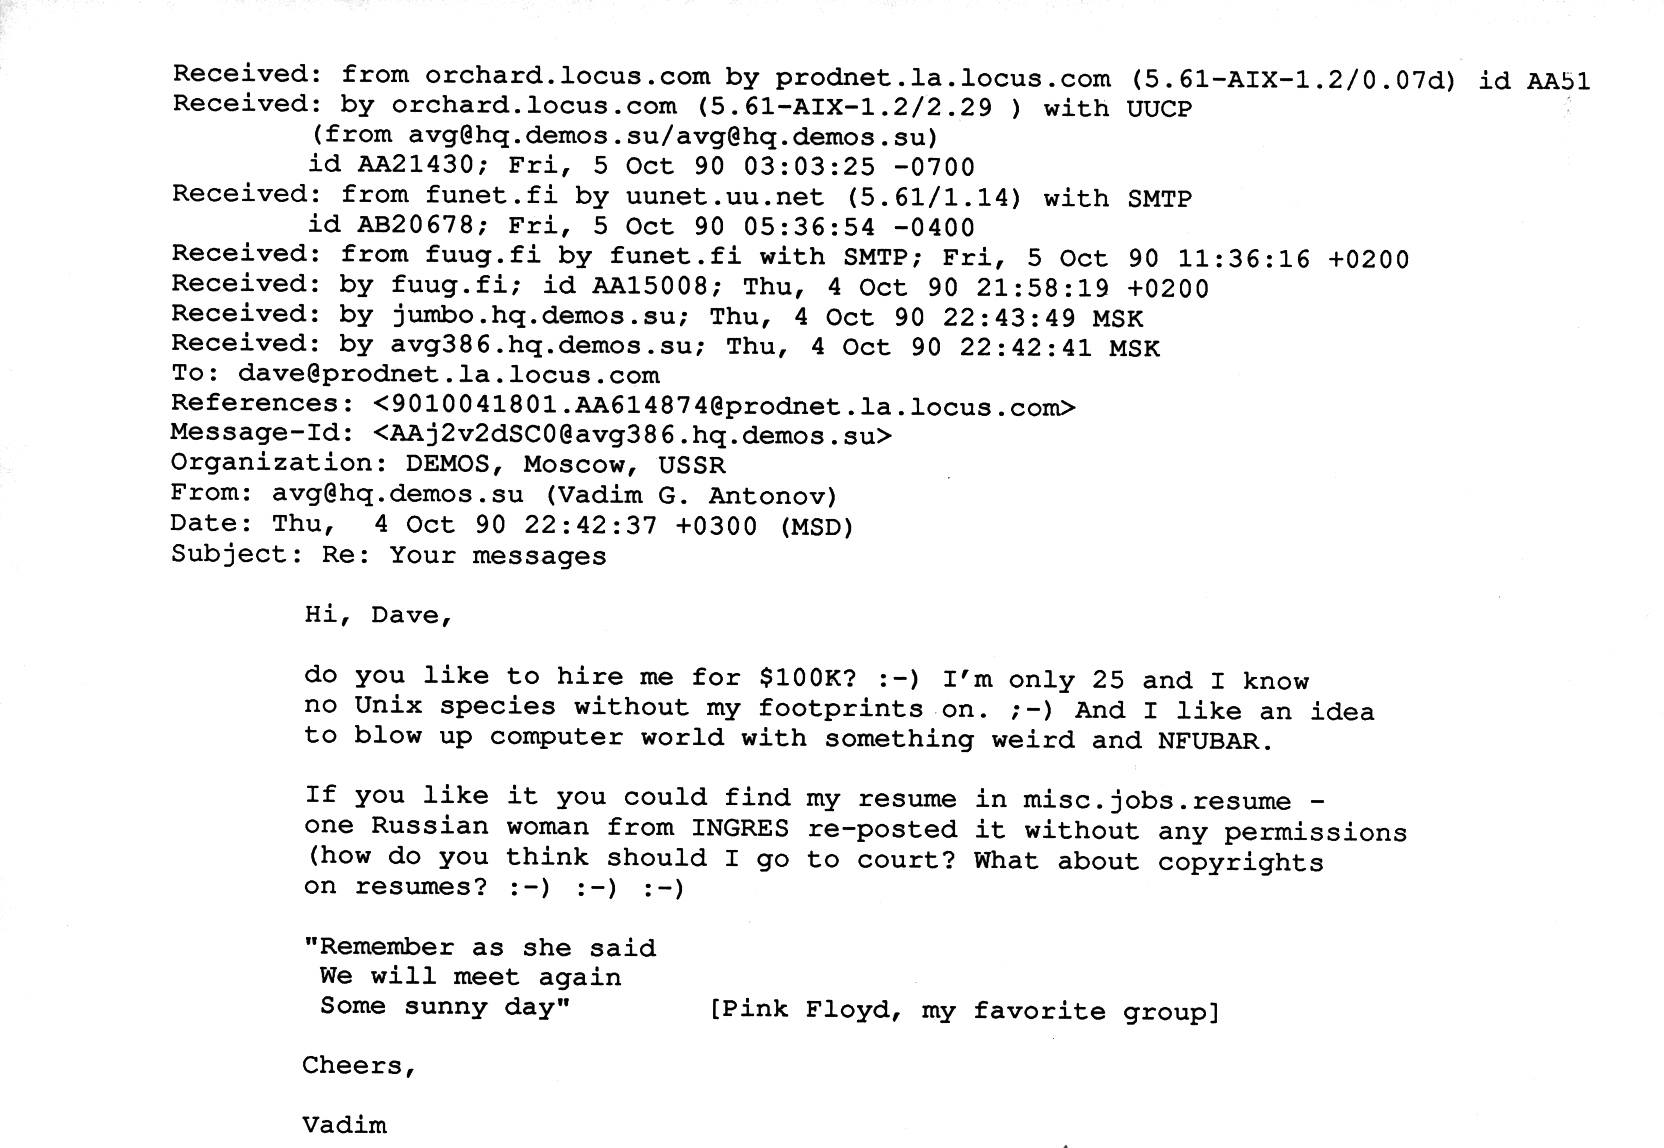 Received: from orchard.locus.com by prodnet.la.locus.com (5.61-AIX-1.2/0.07d) id AA51
Received: by orchard.locus.com (5.61-AIX-1.2/2.29 ) with UUCP
(from avg@hq.demos.su/avg@hq.demos.su)
id AA21430; Fri, 5 Oct 90 03:03:25 -0700
Received: from funet.fi by uunet.uu.net (5.61/1.14) with SMTP
id AB20678; Fri, 5 Oct 90 05:36:54 -0400
Received: from fuug.fi by funet.fi with SMTP; Fri, 5 Oct 90 11:36:16 +0200
Received: by fuug.fi; id AA15008; Thu, 4 Oct 90 21:58:19 +0200
Received: by jumbo.hq.demos.su; Thu, 4 Oct 90 22:43:49 MSK
Received: by avg386.hq.demos.su; Thu, 4 Oct 90 22:42:41 MSK
To: dave@prodnet.la.locus.com
References: <9010041801.AA614874@prodnet.la.locus.com>
Message-Id: <AAj2v2dSC0@avg386.hq.demos.su>
Organization: DEMOS, Moscow, USSR
From: avg@hq.demos.su (Vadim G. Antonov)
Date: Thu,  4 Oct 90 22:42:37 +0300 (MSD)
Subject: Re: Your messages
Hi, Dave,
do you like to hire me for $100K? :-) I'm only 25 and I know
no Unix species without my footprints on. ;-) And I like an idea
to blow up computer world with something weird and NFUBAR.
If you like it you could find my resume in misc.jobs.resume -
one Russian woman from INGRES re-posted it without any permissions
(how do you think should I go to court? What about copyrights
on resumes? :-) :-) :-)
"Remember as she said
We will meet again
Some sunny day" [Pink Floyd, my favorite group]
Cheers,
Vadim